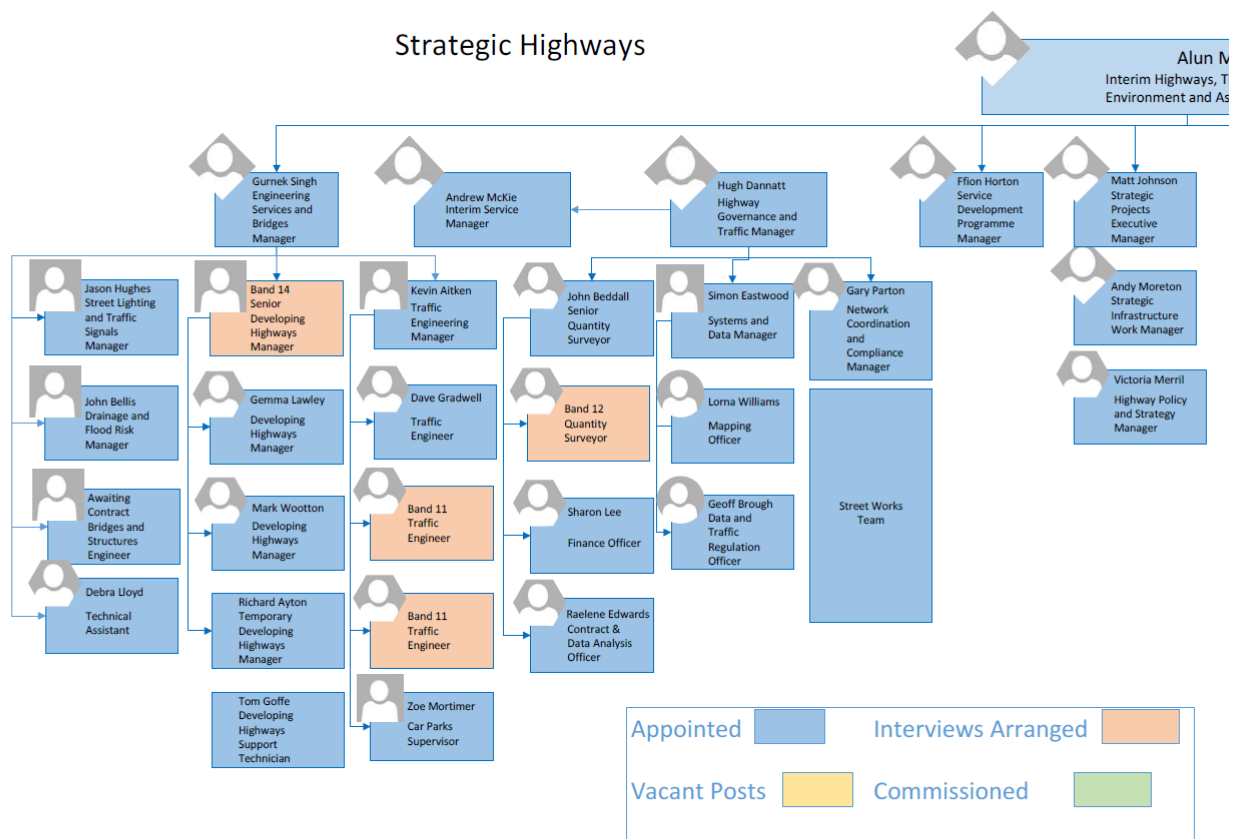 Strategic Highways
Alun M
Interim Highways, T
Environment and As
Gurnek Singh
Engineering
Services and
Bridges
Manager
Andrew McKie
Interim Service
Manager
Hugh Dannatt
Highway
Governance and
Traffic Manager
Ffion Horton
Service
Development
Programme
Manager
Matt Johnson
Strategic
Projects
Executive
Manager
Jason Hughes
Street Lighting
and Traffic
Signals
Manager
Band 14
Senior
Developing
Highways
Manager
Kevin Aitken
Traffic
Engineering
Manager
John Beddall
Senior
Quantity
Surveyor
Simon Eastwood
Systems and
Data Manager
Gary Parton
Network
Coordination
and
Compliance
Manager
Andy Moreton
Strategic
Infrastructure
Work Manager
John Bellis
Drainage and
Flood Risk
Manager
Gemma Lawley
Developing
Highways
Manager
Dave Gradwell
Traffic
Engineer
Band 12
Quantity
Surveyor
Lorna Williams
Mapping
Officer
Victoria Merril
Highway Policy
and Strategy
Manager
Awaiting
Contract
Bridges and
Structures
Engineer
Mark Wootton
Developing
Highways
Manager
Band 11
Traffic
Engineer
Sharon Lee
Finance Officer
Geoff Brough
Data and
Traffic
Regulation
Officer
Street Works
Team
Debra Lloyd
Technical
Assistant
Richard Ayton
Temporary
Developing
Highways
Manager
Band 11
Traffic
Engineer
Raelene Edwards
Contract &
Data Analysis
Officer
Tom Goffe
Developing
Highways
Support
Technician
Zoe Mortimer
Car Parks
Supervisor
Appointed
Interviews Arranged
Vacant Posts
Commissioned